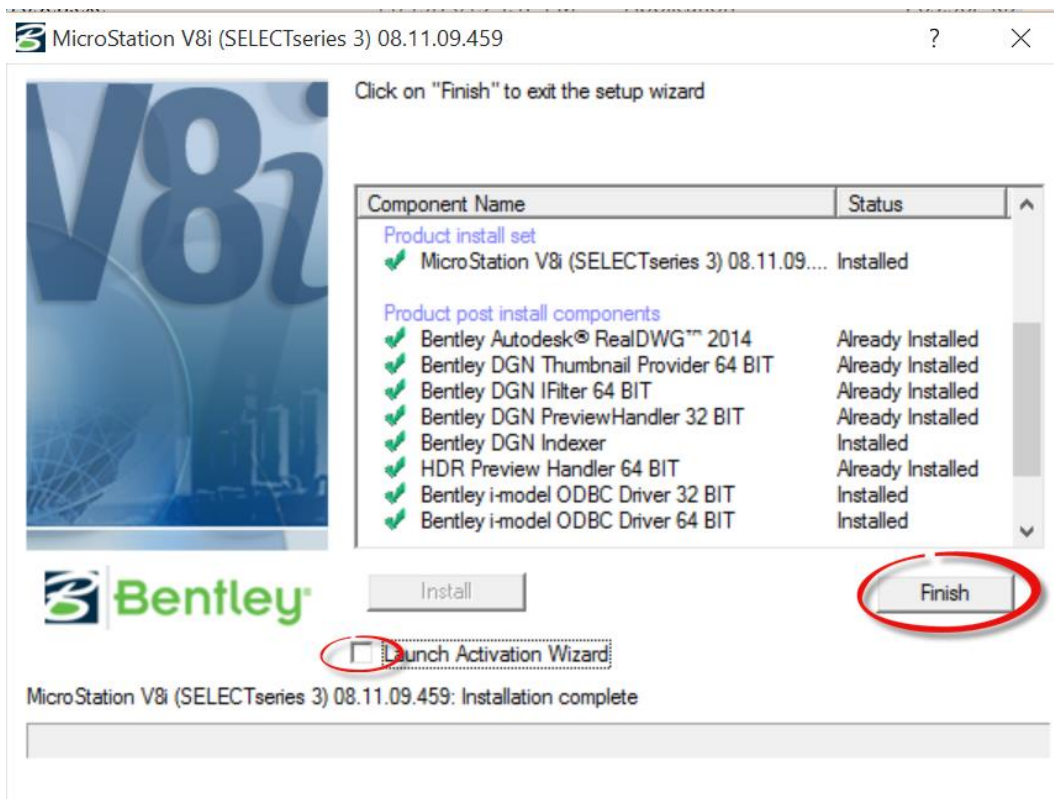 MicroStation V8i (SELECTseries 3) 08.11.09.459
?
V8i
Click on "Finish" to exit the setup wizard
Component Name Status
Product install set
MicroStation V8i (SELECTseries 3) 08.11.09.... Installed
Product post install components
Bentley Autodesk® RealDWG™ 2014 Already Installed
Bentley DGN Thumbnail Provider 64 BIT Already Installed
Bentley DGN IFilter 64 BIT Already Installed
Bentley DGN PreviewHandler 32 BIT Already Installed
Bentley DGN Indexer Installed
HDR Preview Handler 64 BIT Already Installed
Bentley i-model ODBC Driver 32 BIT Installed
Bentley i-model ODBC Driver 64 BIT Installed
Bentley®
Install
Finish
Launch Activation Wizard
MicroStation V8i (SELECTseries 3) 08.11.09.459: Installation complete